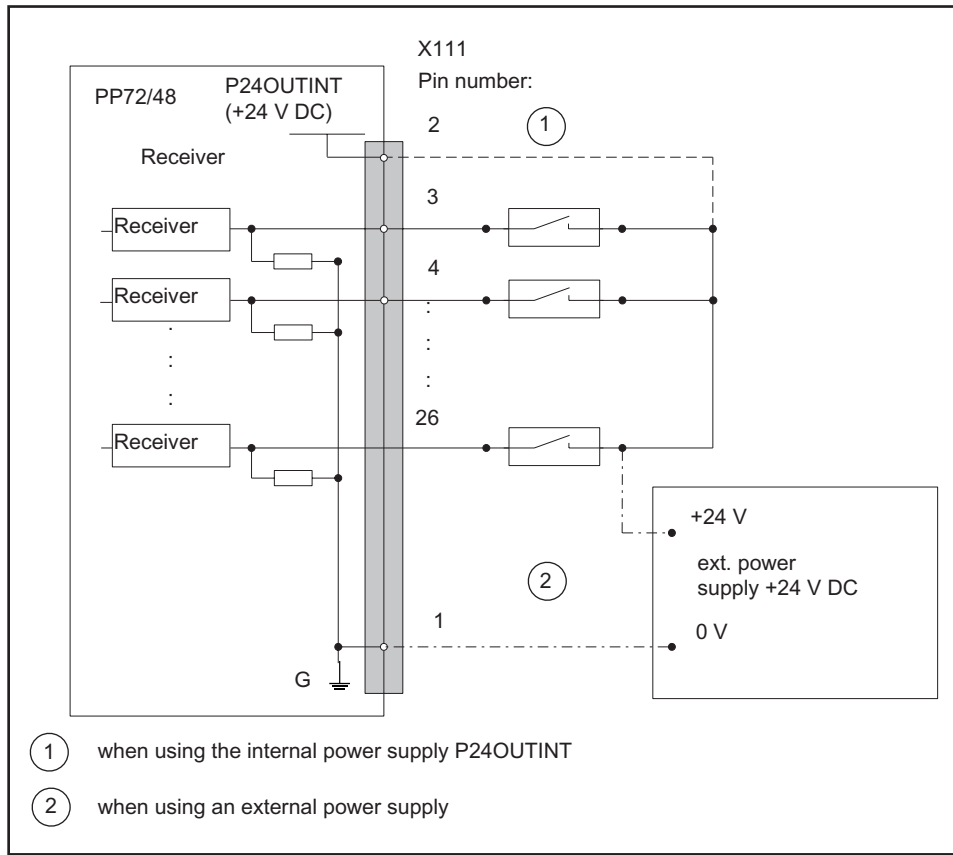 X111
Pin number:
PP72/48
P24OUTINT
(+24 V DC)
2
1
Receiver
3
Receiver
4
Receiver
:
:
:
:
:
:
26
Receiver
+24 V
ext. power
supply +24 V DC
2
1
0 V
G
1 when using the internal power supply P24OUTINT
2 when using an external power supply